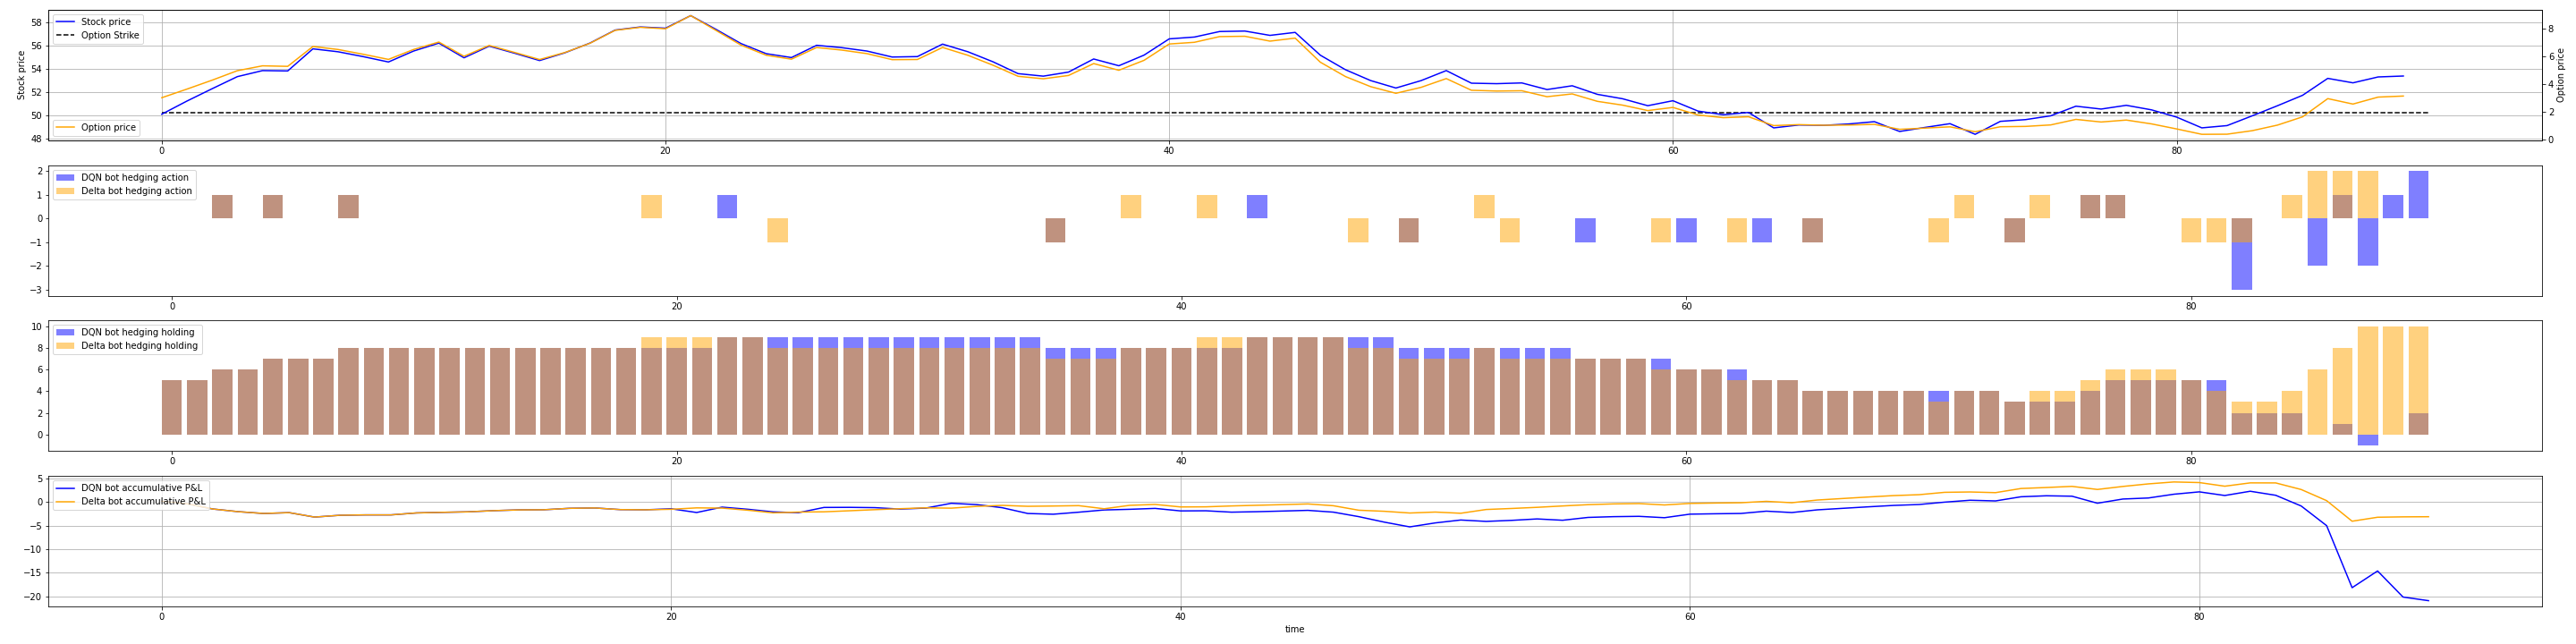 Stock price
Option Strike
Option price
58
56
54
52
50
48
Stock price
8
6
4
2
0
Option price
0 20 40 60 80
DQN bot hedging action
Delta bot hedging action
2
1
0
−1
−2
−3
0 20 40 60 80
DQN bot hedging holding
Delta bot hedging holding
10
8
6
4
2
0
0 20 40 60 80
DQN bot accumulative P&L
Delta bot accumulative P&L
5
0
−5
−10
−15
−20
0 20 40 60 80
time